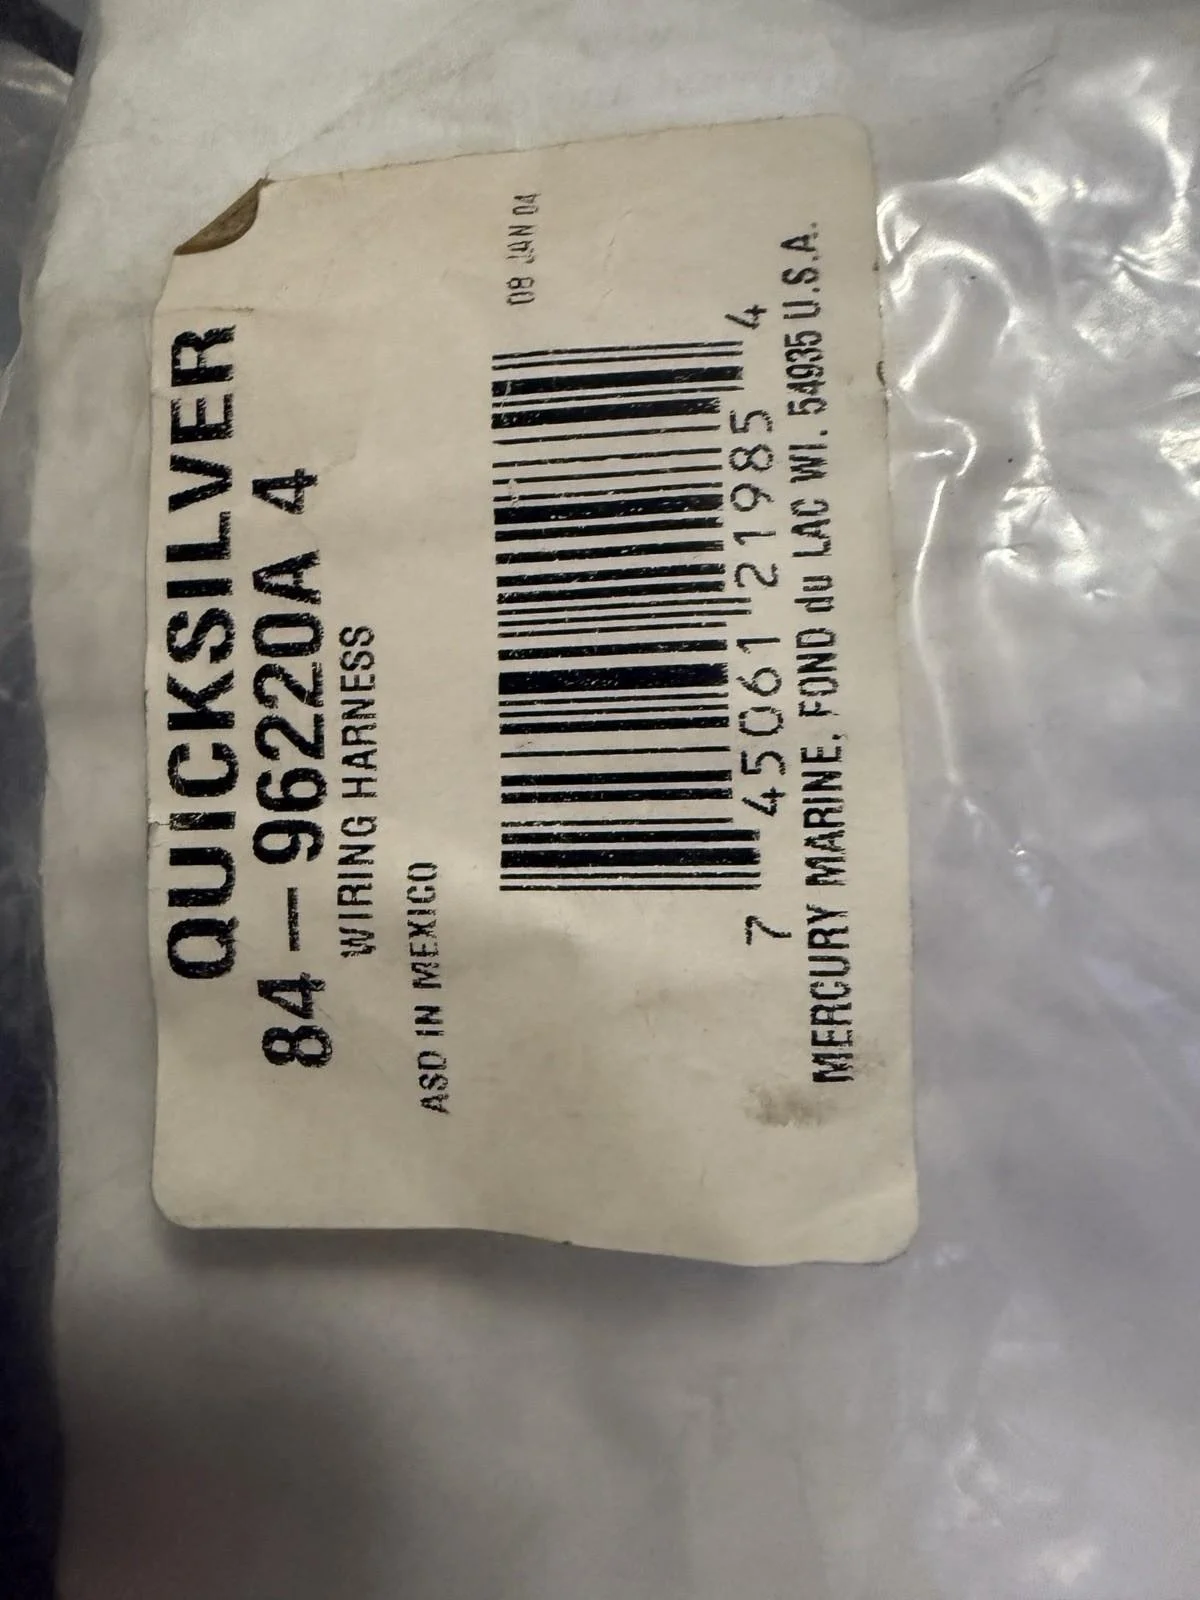 QUICKSILVER
84-96220A 4
WIRING HARNESS
ASD IN MEXICO
08 JAN 04
7 45061 21985 4
MERCURY MARINE, FOND du LAC WI. 54935 U.S.A.